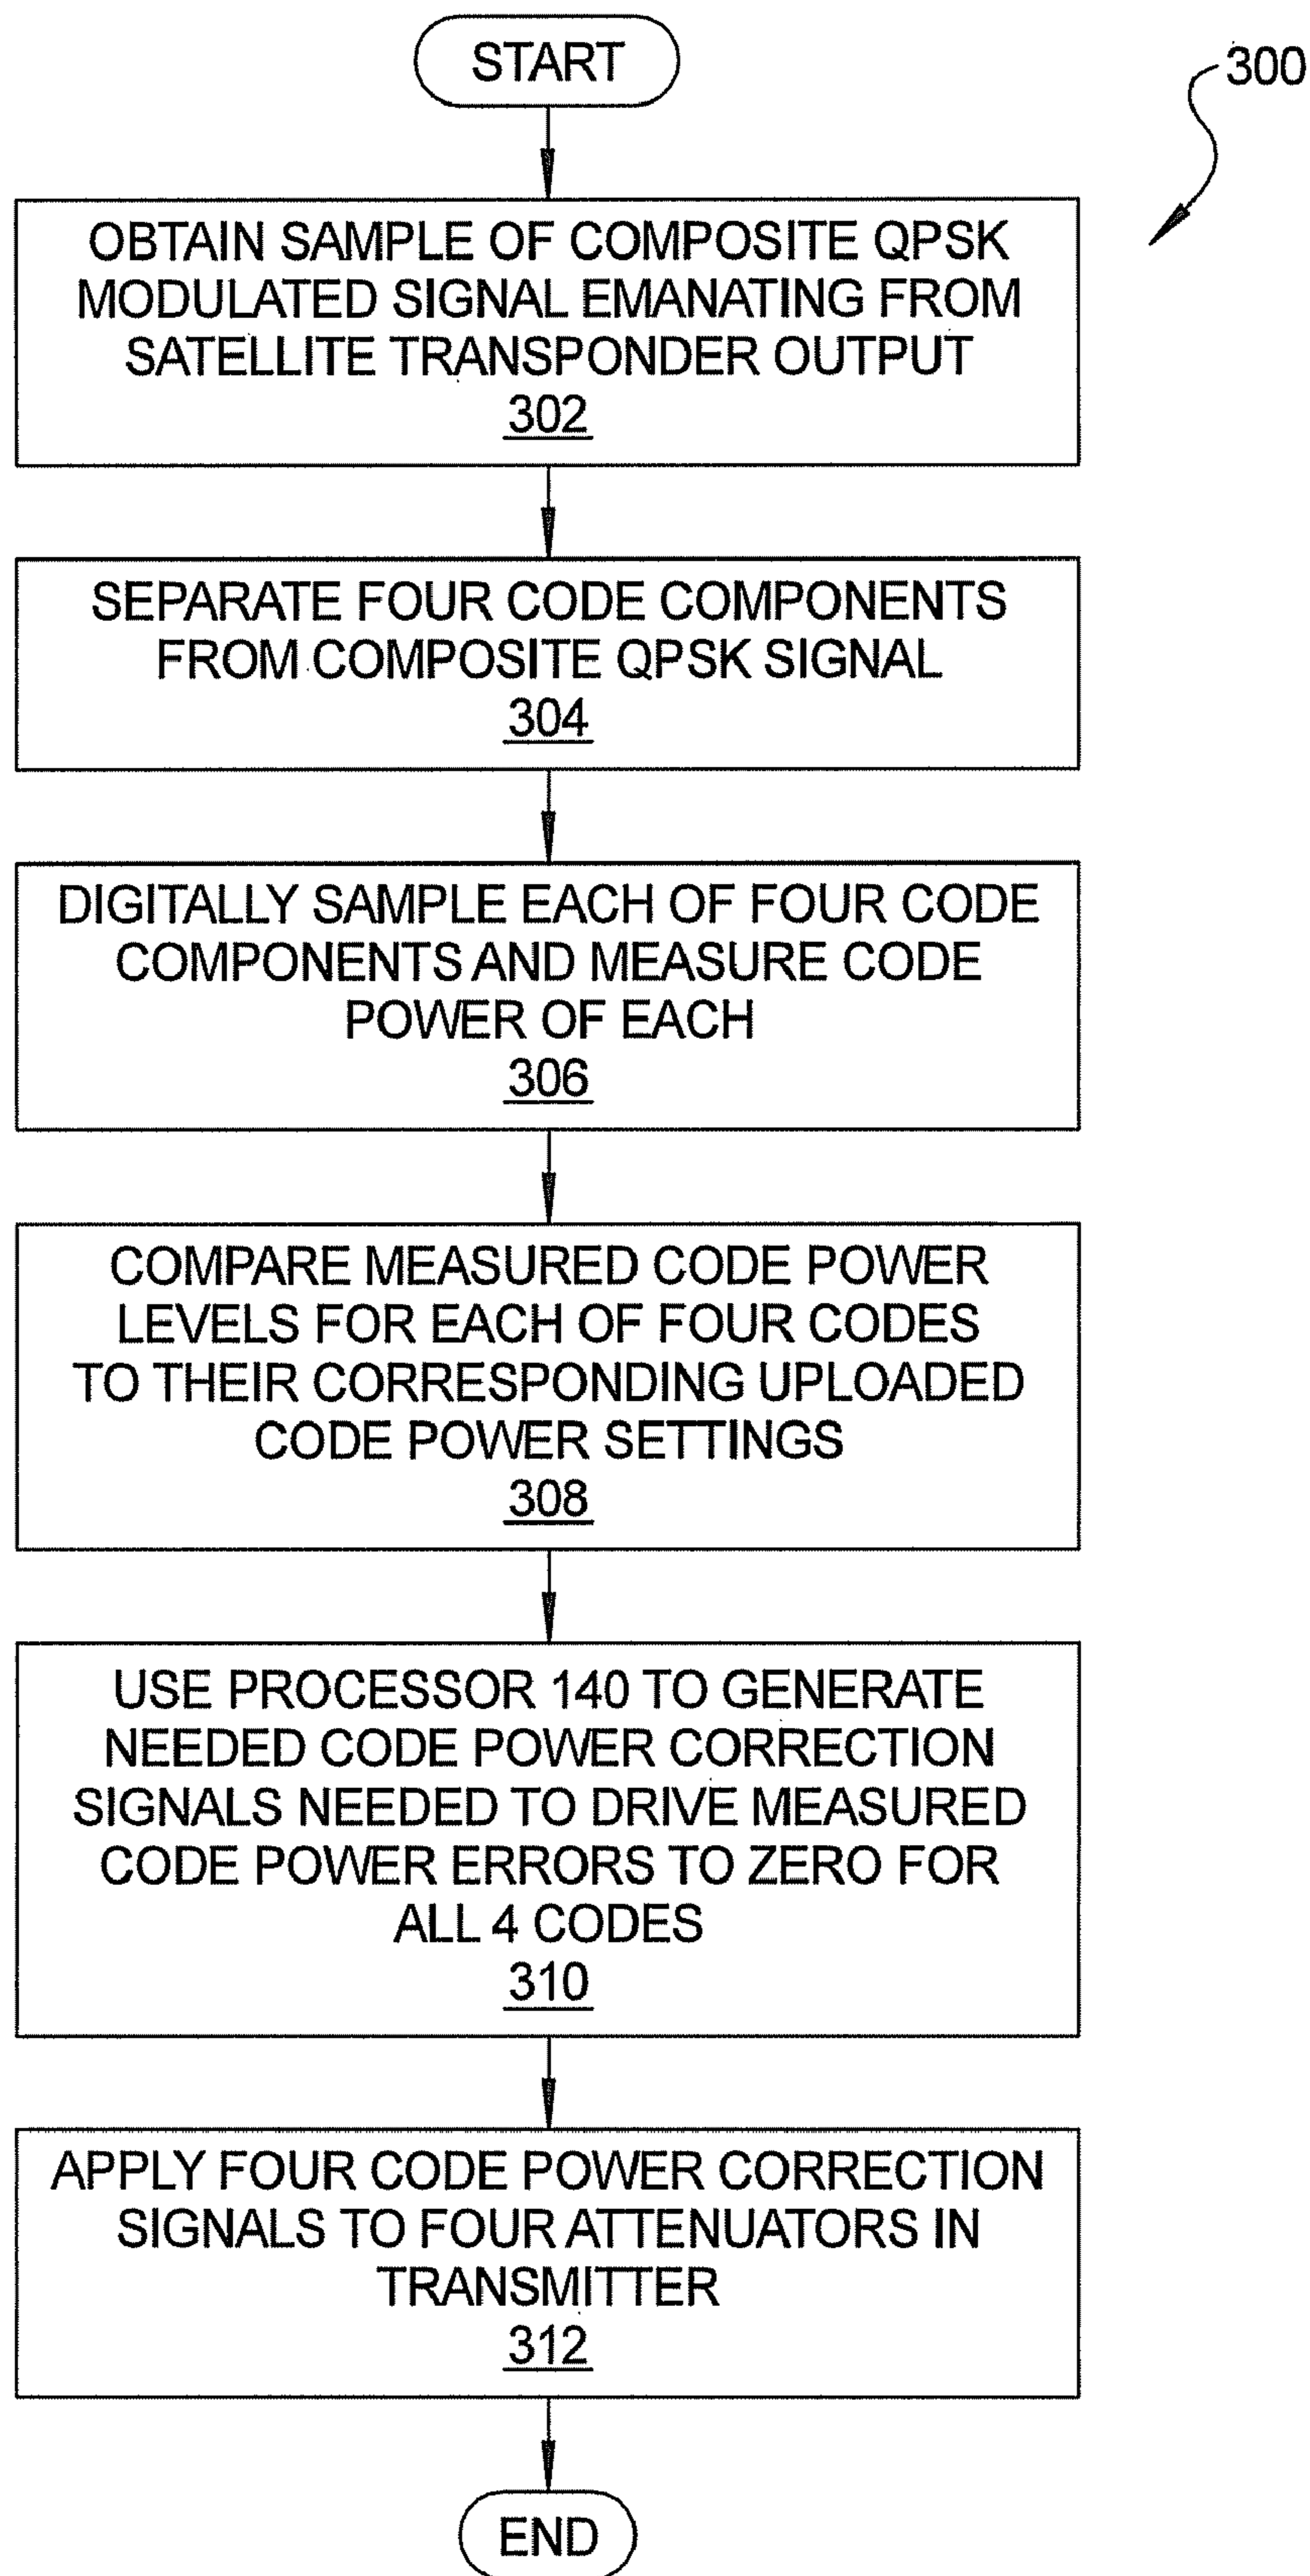 START
300
OBTAIN SAMPLE OF COMPOSITE QPSK
MODULATED SIGNAL EMANATING FROM
SATELLITE TRANSPONDER OUTPUT
302
SEPARATE FOUR CODE COMPONENTS
FROM COMPOSITE QPSK SIGNAL
304
DIGITALLY SAMPLE EACH OF FOUR CODE
COMPONENTS AND MEASURE CODE
POWER OF EACH
306
COMPARE MEASURED CODE POWER
LEVELS FOR EACH OF FOUR CODES
TO THEIR CORRESPONDING UPLOADED
CODE POWER SETTINGS
308
USE PROCESSOR 140 TO GENERATE
NEEDED CODE POWER CORRECTION
SIGNALS NEEDED TO DRIVE MEASURED
CODE POWER ERRORS TO ZERO FOR
ALL 4 CODES
310
APPLY FOUR CODE POWER CORRECTION
SIGNALS TO FOUR ATTENUATORS IN
TRANSMITTER
312
END